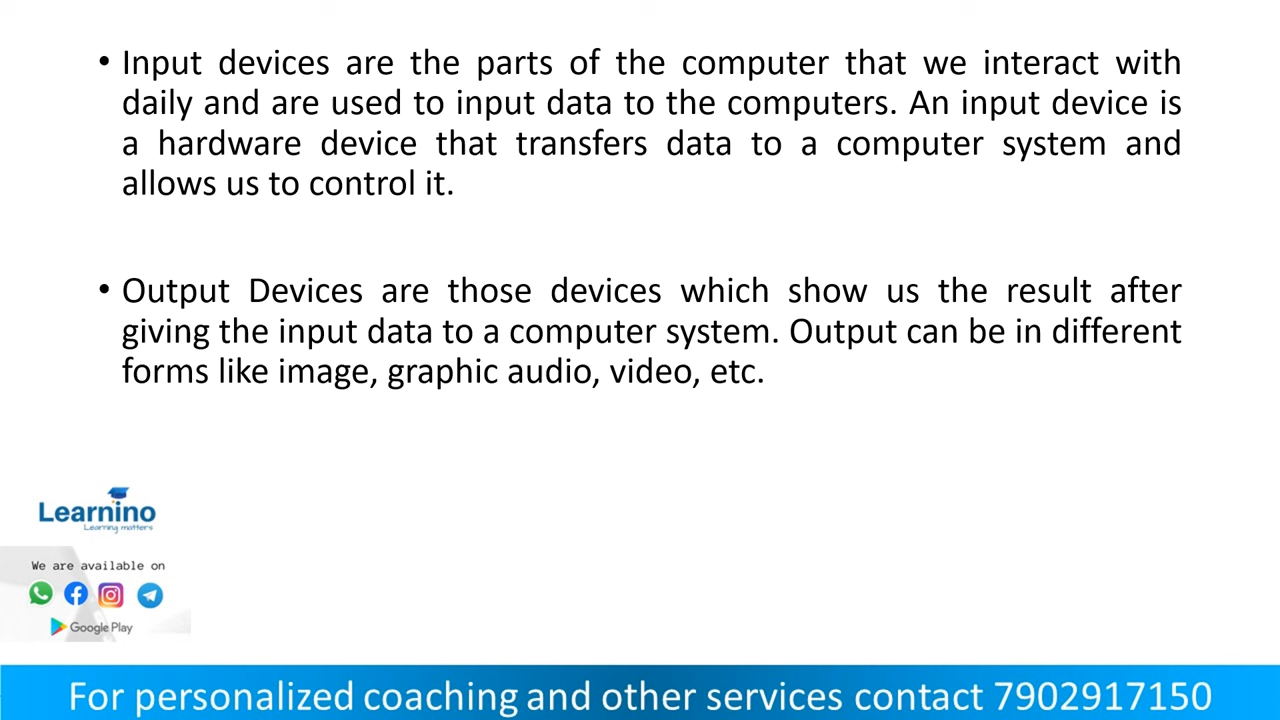 • Input devices are the parts of the computer that we interact with
daily and are used to input data to the computers. An input device is
a hardware device that transfers data to a computer system and
allows us to control it.
• Output Devices are those devices which show us the result after
giving the input data to a computer system. Output can be in different
forms like image, graphic audio, video, etc.
Learnino
Learning matters
We are available on
Google Play
For personalized coaching and other services contact 7902917150